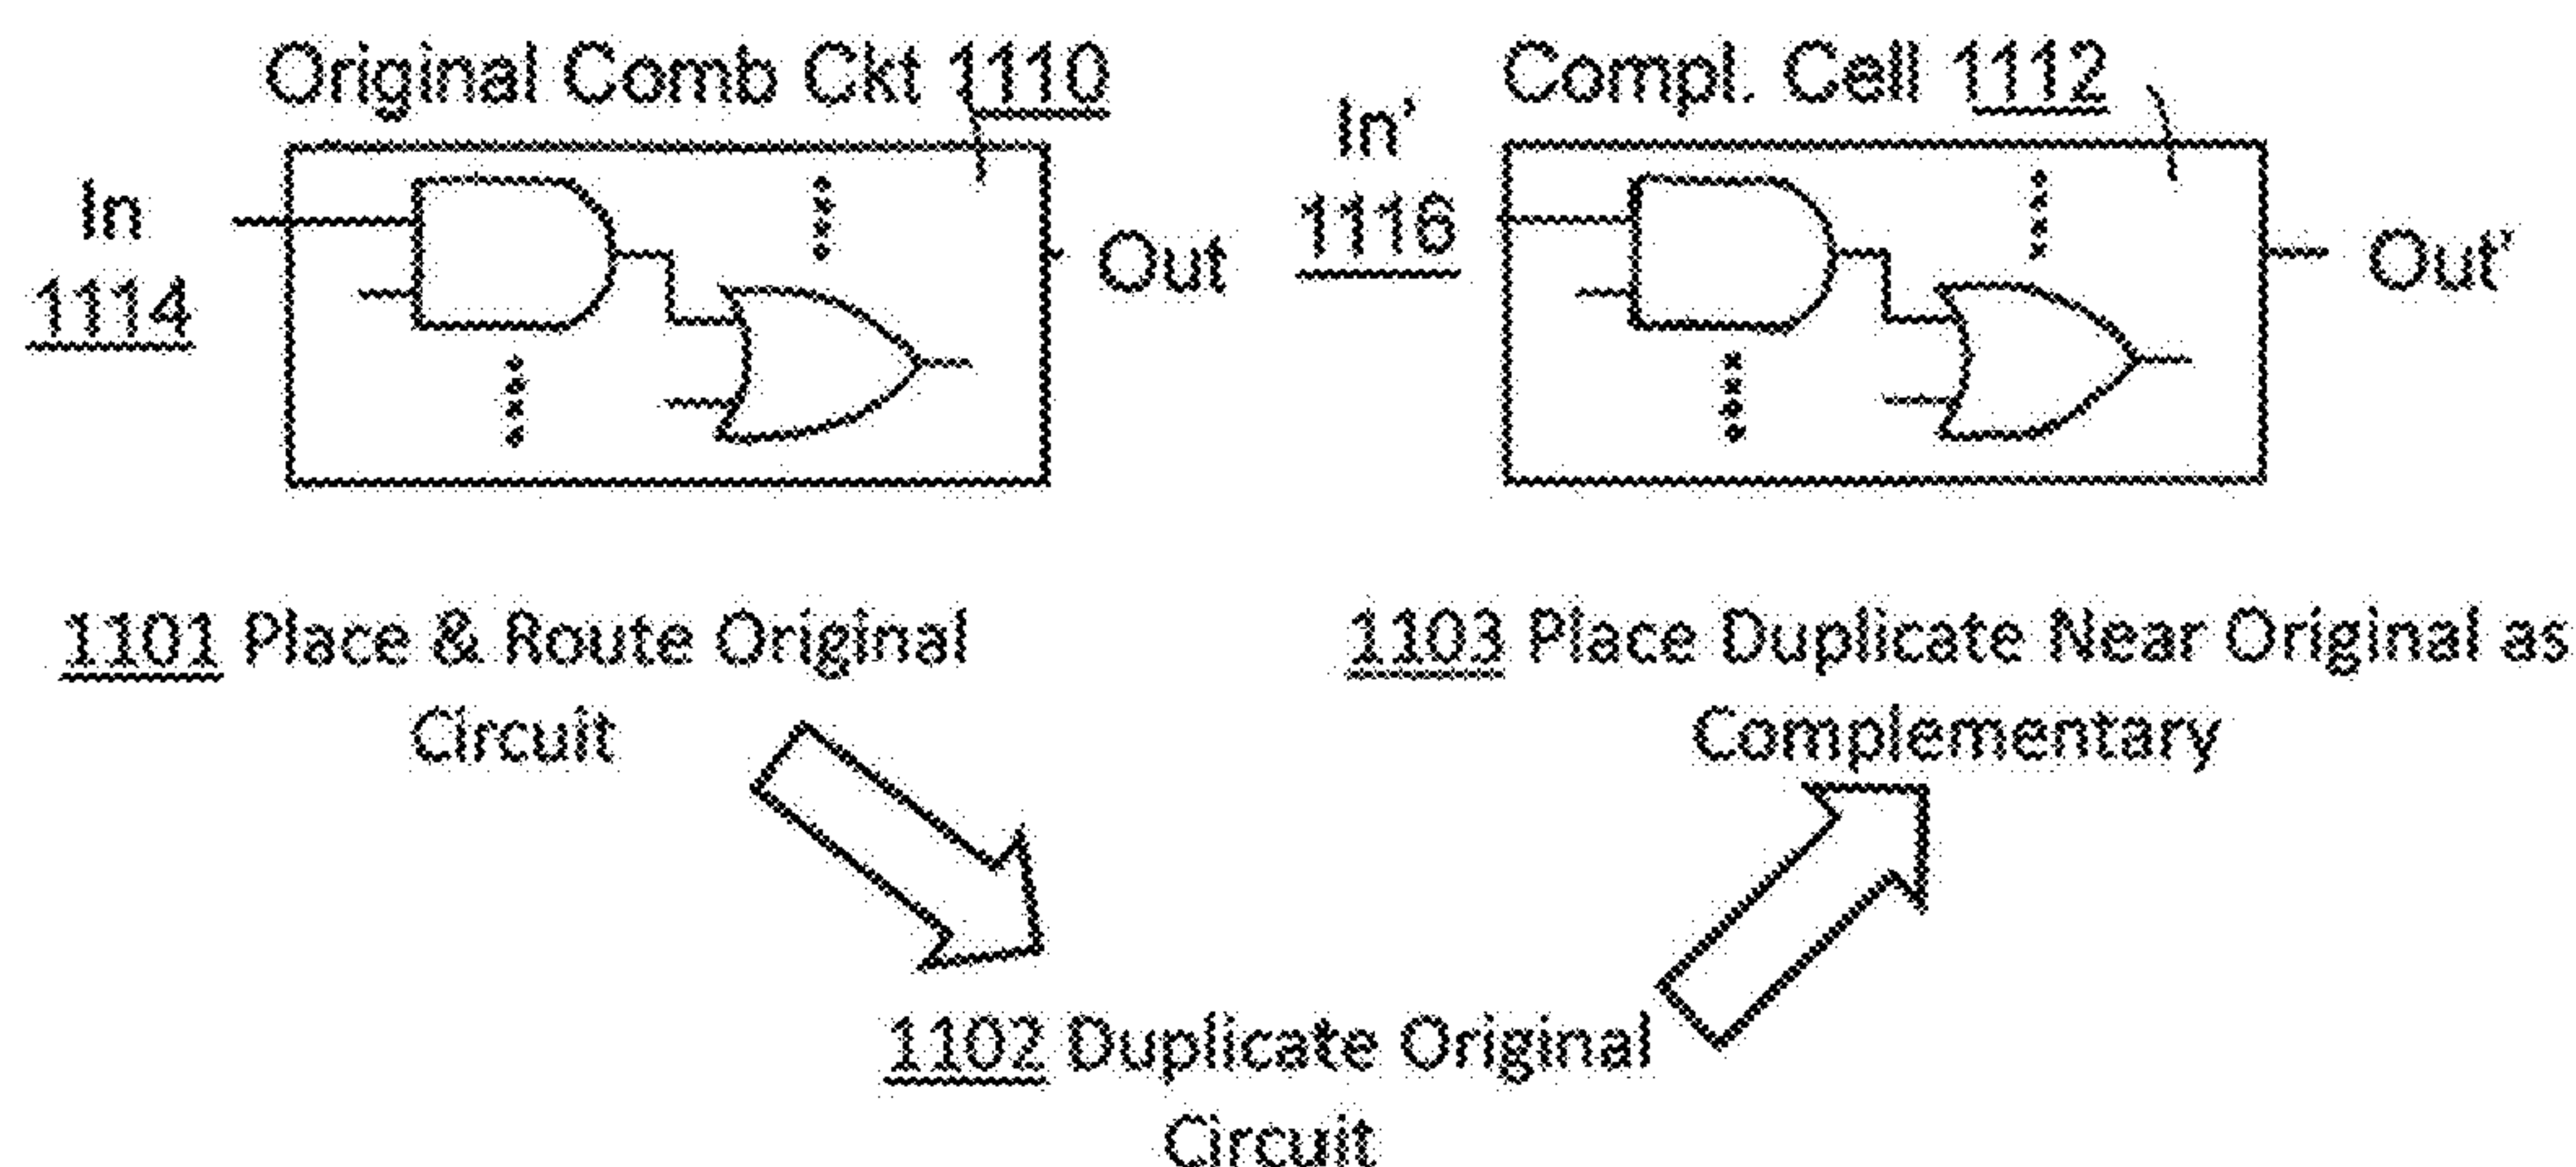 Original Comb Ckt 1110
In
1114
Out
Compl. Cell 1112
In'
1116
Out'
1101 Place & Route Original
Circuit
1103 Place Duplicate Near Original as
Complementary
1102 Duplicate Original
Circuit